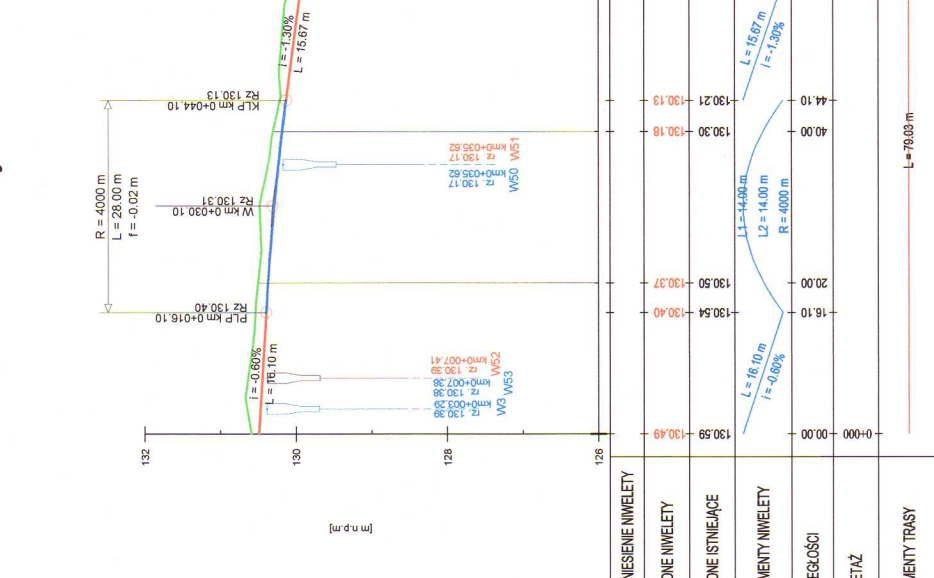 i = -1.30%
L = 15.67 m
KLP km 0+044.10
Rz 130.13
W km 0+030.10
Rz 130.31
PLP km 0+016.10
Rz 130.40
R = 4000 m
L = 28.00 m
f = -0.02 m
i = -0.60%
L = 16.10 m
W51
rz. 130.17
km0+035.62
W50
rz. 130.17
km0+035.62
W52
rz. 130.39
km0+007.41
W53
rz. 130.38
km0+007.38
W3
rz. 130.39
km0+003.29
132
130
128
126
[m n.p.m]
NIESIENIE NIWELETY
ONE NIWELETY
130.49
130.40
130.37
130.18
130.13
ONE ISTNIEJĄCE
130.59
130.54
130.50
130.30
130.21
MENTY NIWELETY
L = 16.10 m
i = -0.60%
L1 = 14.00 m
L2 = 14.00 m
R = 4000 m
L = 15.67 m
i = -1.30%
EGŁOŚCI
00.00
16.10
20.00
40.00
44.10
ETAŻ
0+000
MENTY TRASY
L = 79.03 m